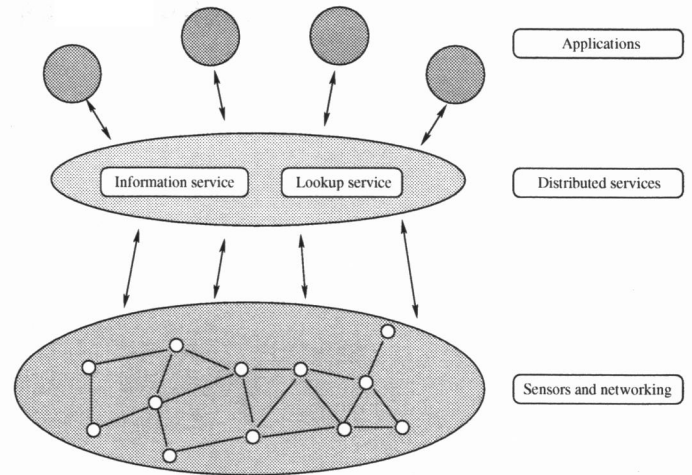 Applications
Information service
Lookup service
Distributed services
Sensors and networking